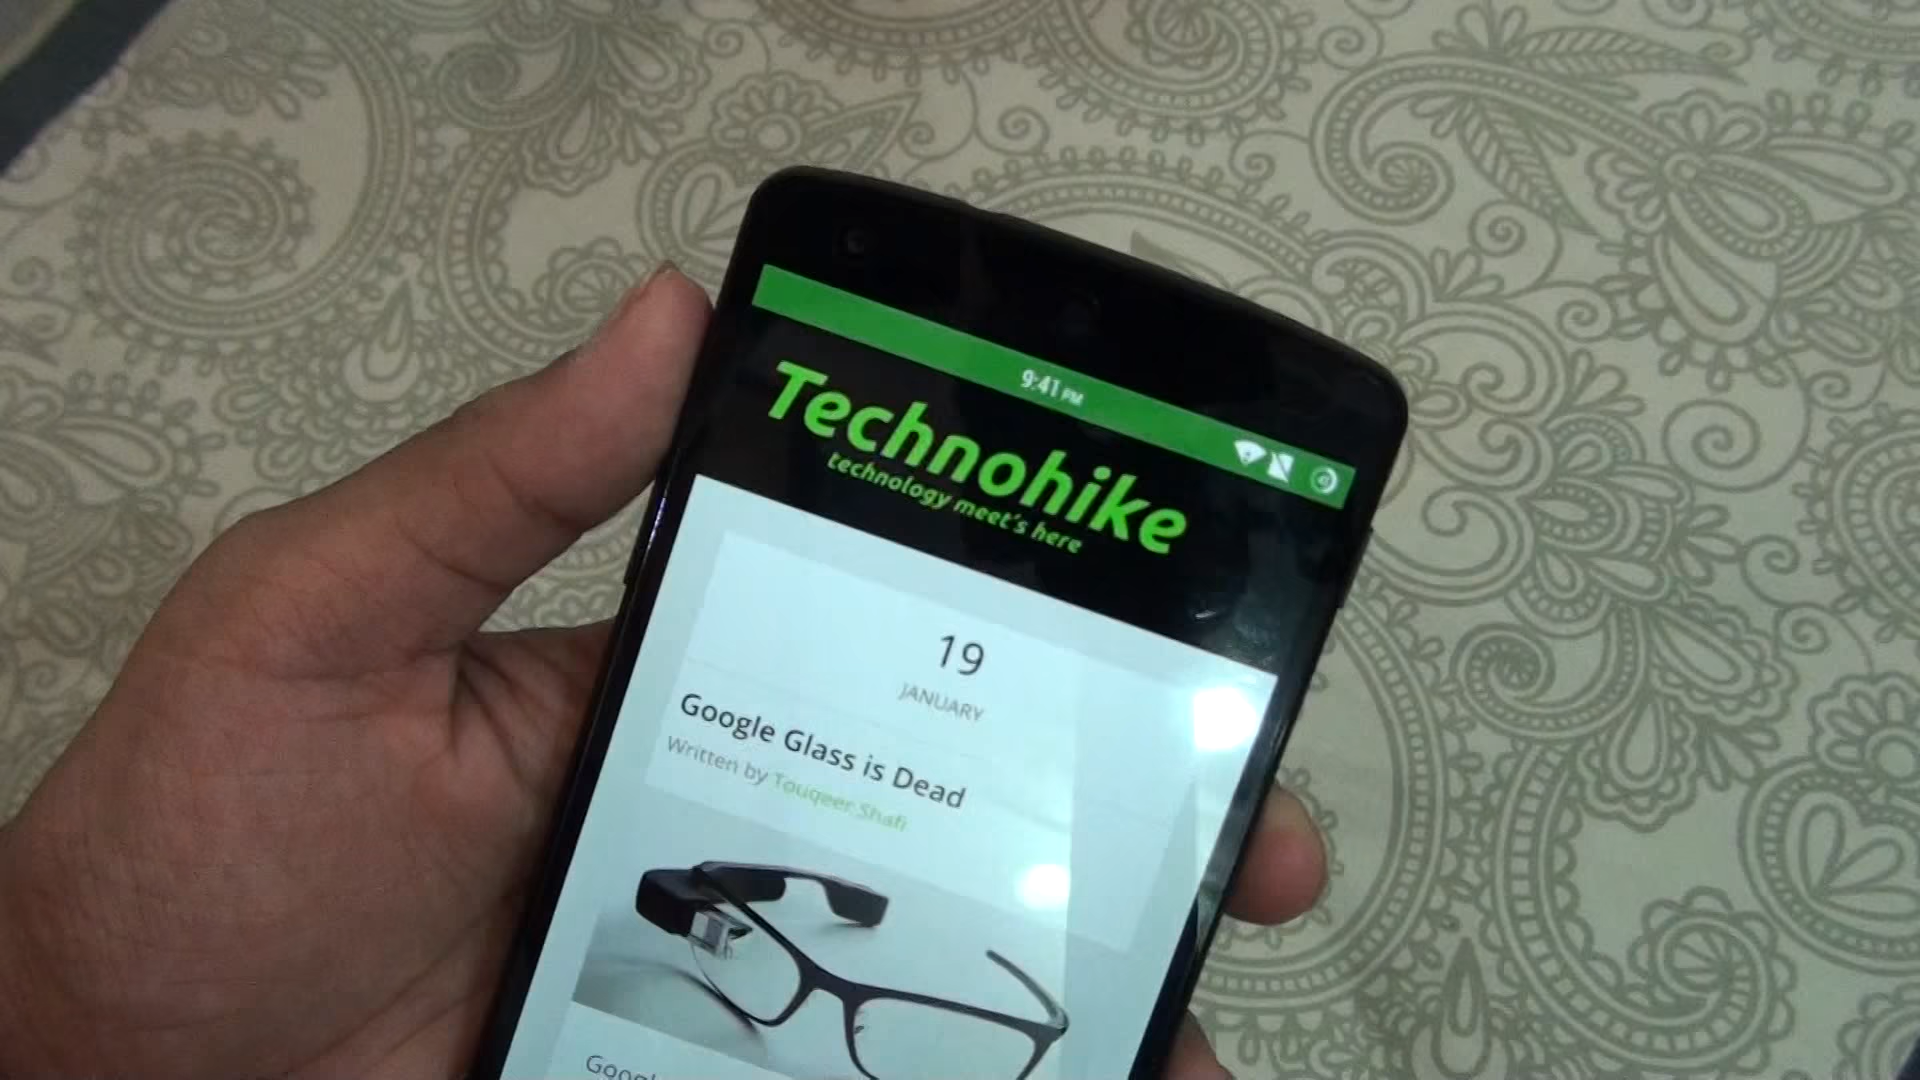 9:41 PM
Technohike
technology meet's here
19
JANUARY
Google Glass is Dead
Written by Touqeer Shafi